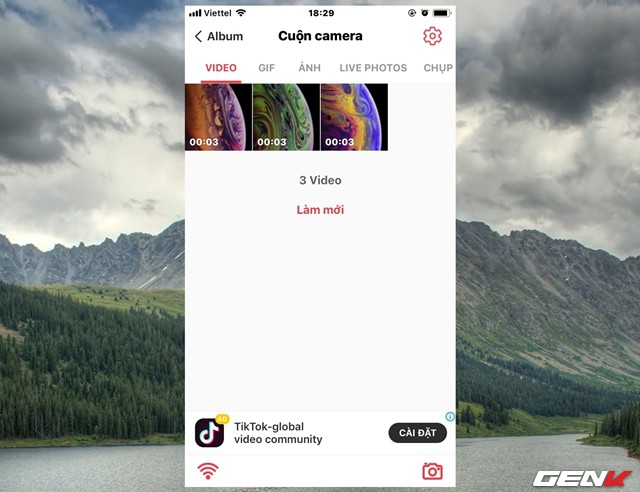 Viettel 18:29
Album Cuộn camera
VIDEO GIF ẢNH LIVE PHOTOS CHỤP
00:03 00:03 00:03
3 Video
Làm mới
AD
TikTok-global
video community
CÀI ĐẶT
GENK